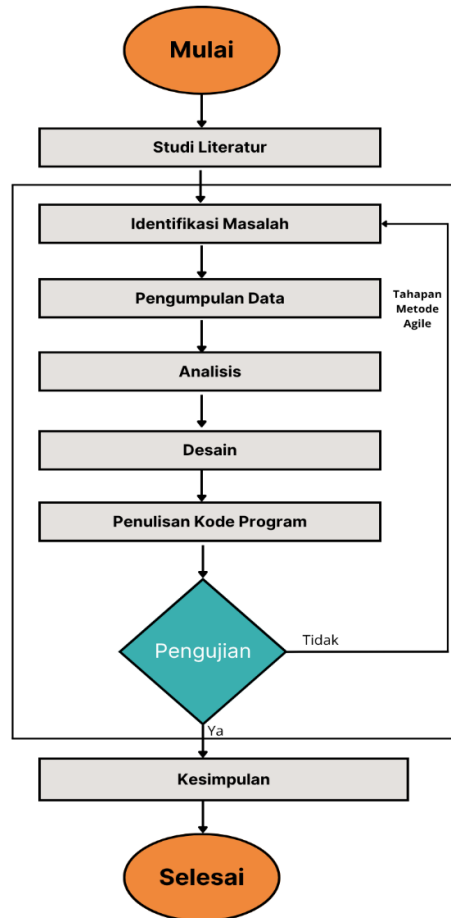 Mulai
Studi Literatur
Identifikasi Masalah
Pengumpulan Data
Tahapan
Metode
Agile
Analisis
Desain
Penulisan Kode Program
Pengujian
Tidak
Ya
Kesimpulan
Selesai